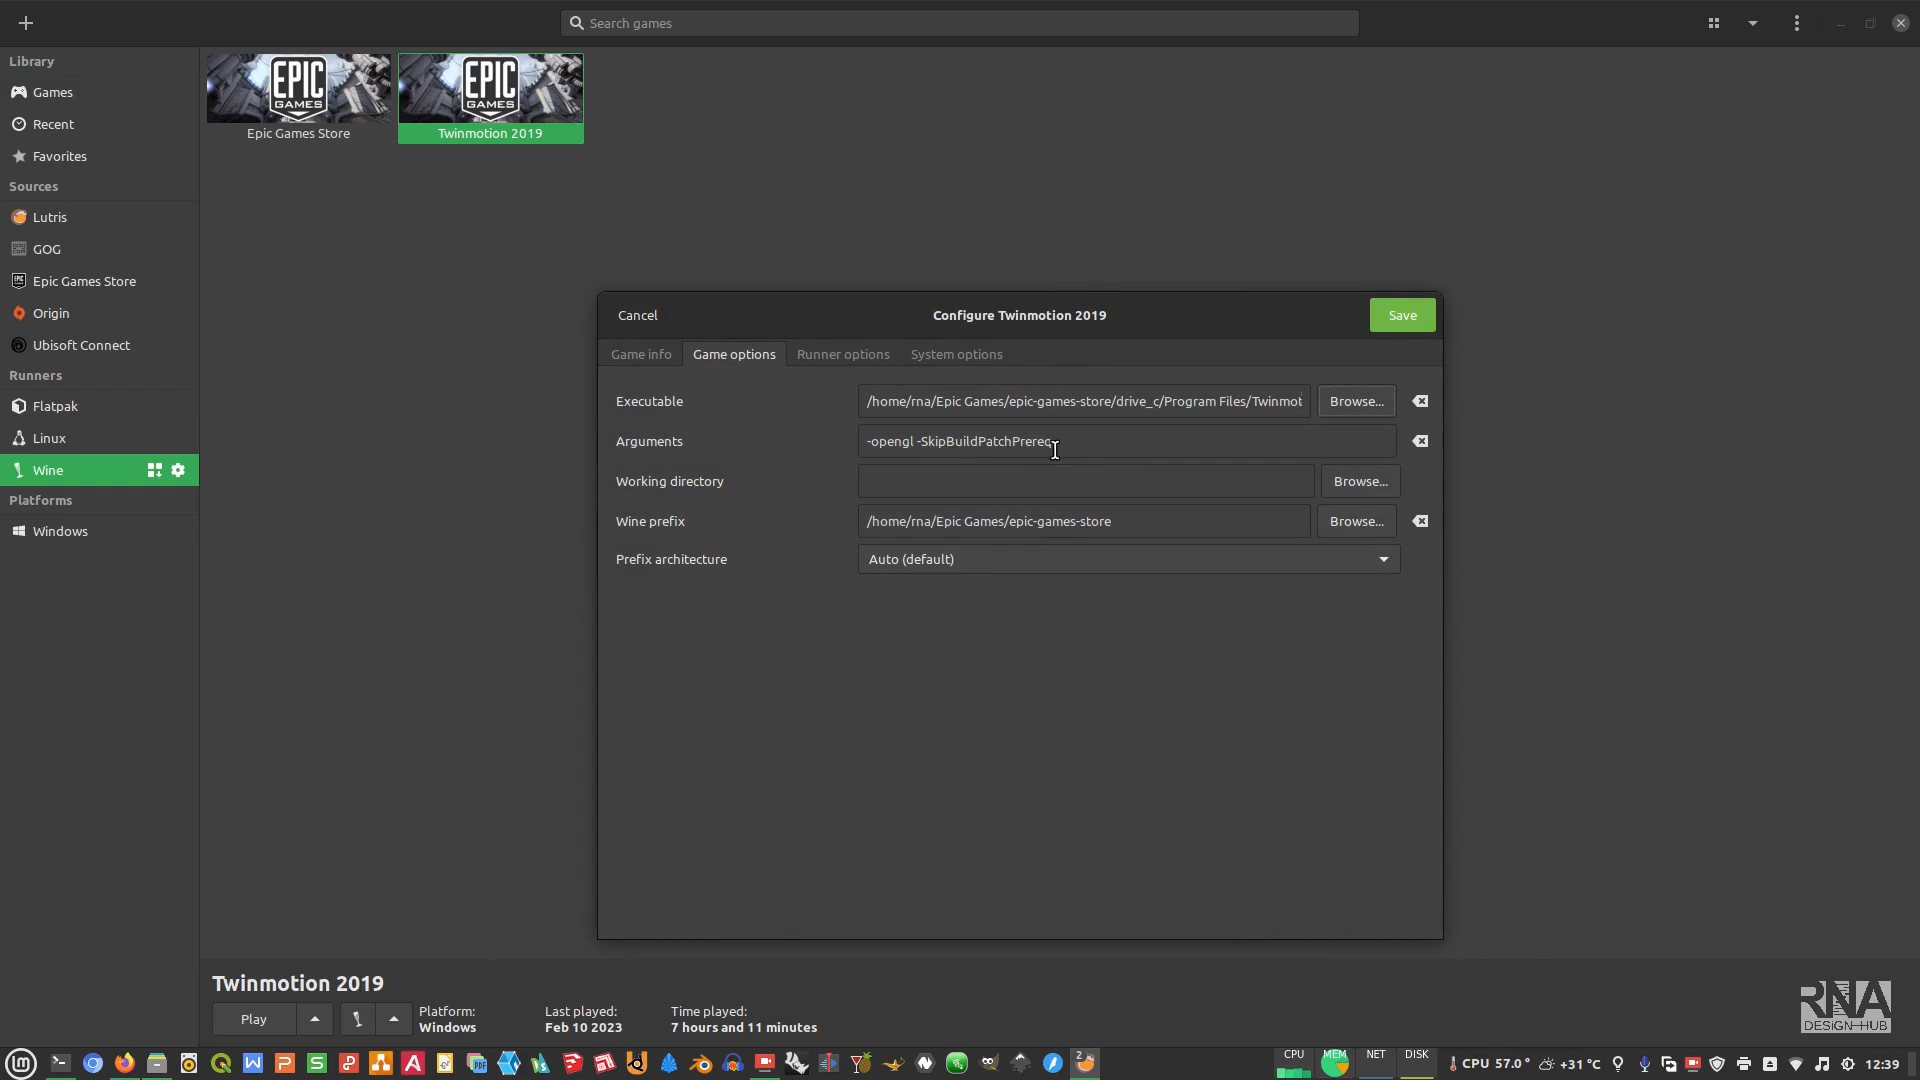 Search games
Library
Games
Recent
Favorites
Sources
Lutris
GOG
Epic Games Store
Origin
Ubisoft Connect
Runners
Flatpak
Linux
Wine
Platforms
Windows
EPIC
GAMES
Epic Games Store
EPIC
GAMES
Twinmotion 2019
Cancel
Configure Twinmotion 2019
Save
Game info
Game options
Runner options
System options
Executable
/home/rna/Epic Games/epic-games-store/drive_c/Program Files/Twinmot
Browse...
Arguments
-opengl -SkipBuildPatchPrereq
Working directory
Browse...
Wine prefix
/home/rna/Epic Games/epic-games-store
Browse...
Prefix architecture
Auto (default)
Twinmotion 2019
Play
Platform:
Windows
Last played:
Feb 10 2023
Time played:
7 hours and 11 minutes
RNA
DESIGN-HUB
CPU
MEM
NET
DISK
CPU 57.0°
+31 °C
12:39